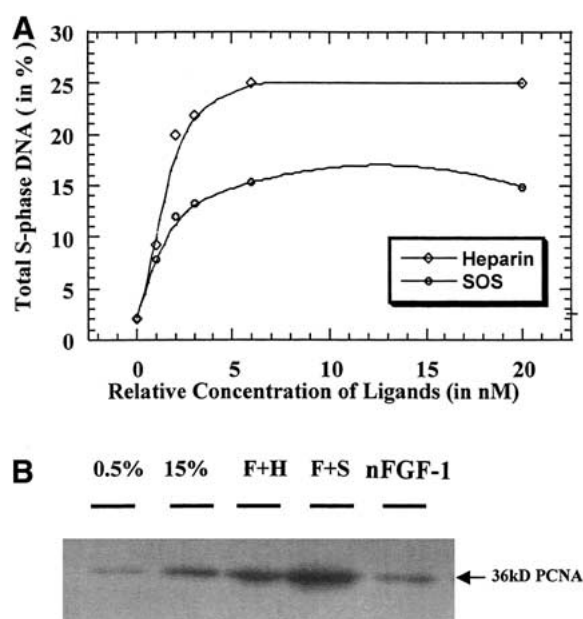 A
Total S-phase DNA ( in % )
30
25
20
15
10
5
0
Heparin
SOS
0 5 10 15 20
Relative Concentration of Ligands (in nM)
B
0.5% 15% F+H F+S nFGF-1
36kD PCNA